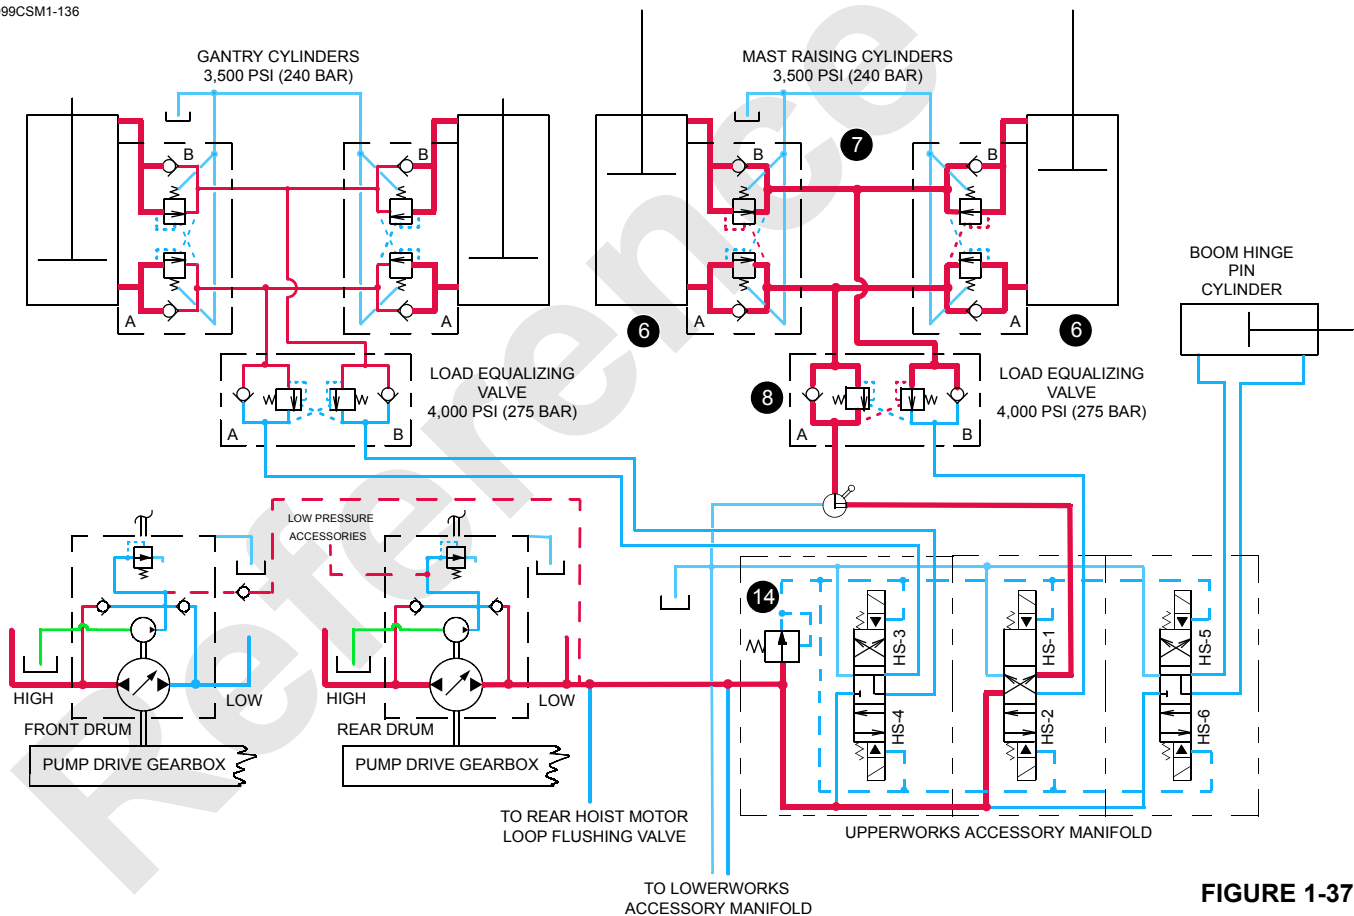 999CSM1-136
GANTRY CYLINDERS
3,500 PSI (240 BAR)
MAST RAISING CYLINDERS
3,500 PSI (240 BAR)
7
B
B
B
B
BOOM HINGE
PIN
CYLINDER
A
A
6
A
A
6
LOAD EQUALIZING
VALVE
4,000 PSI (275 BAR)
A
B
8
LOAD EQUALIZING
VALVE
4,000 PSI (275 BAR)
A
B
LOW PRESSURE
ACCESSORIES
14
HS-3
HS-1
HS-5
HS-4
HS-2
HS-6
HIGH
LOW
HIGH
LOW
FRONT DRUM
REAR DRUM
PUMP DRIVE GEARBOX
PUMP DRIVE GEARBOX
TO REAR HOIST MOTOR
LOOP FLUSHING VALVE
UPPERWORKS ACCESSORY MANIFOLD
TO LOWERWORKS
ACCESSORY MANIFOLD
FIGURE 1-37
Reference